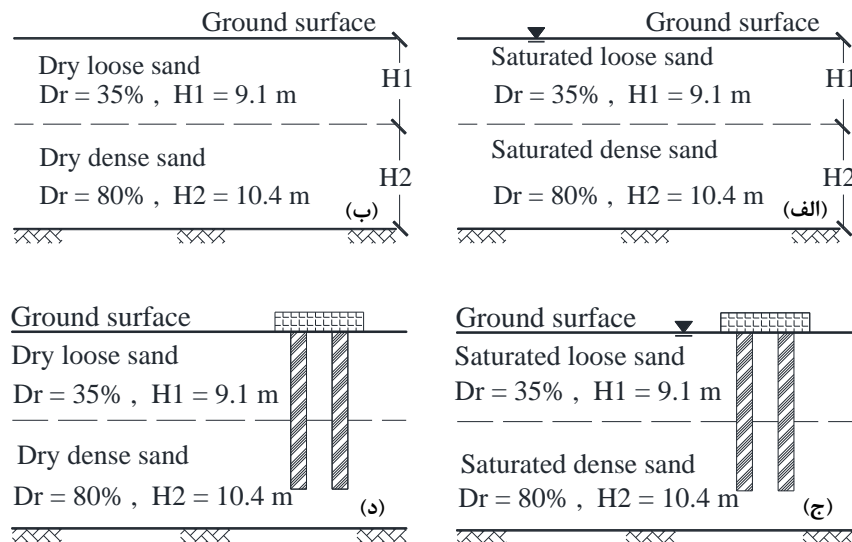 Ground surface
Dry loose sand
Dr = 35% , H1 = 9.1 m
H1
Dry dense sand
Dr = 80% , H2 = 10.4 m
H2
(ب)
Ground surface
Saturated loose sand
Dr = 35% , H1 = 9.1 m
H1
Saturated dense sand
Dr = 80% , H2 = 10.4 m
H2
(الف)
Ground surface
Dry loose sand
Dr = 35% , H1 = 9.1 m
Dry dense sand
Dr = 80% , H2 = 10.4 m
(د)
Ground surface
Saturated loose sand
Dr = 35% , H1 = 9.1 m
Saturated dense sand
Dr = 80% , H2 = 10.4 m
(ج)